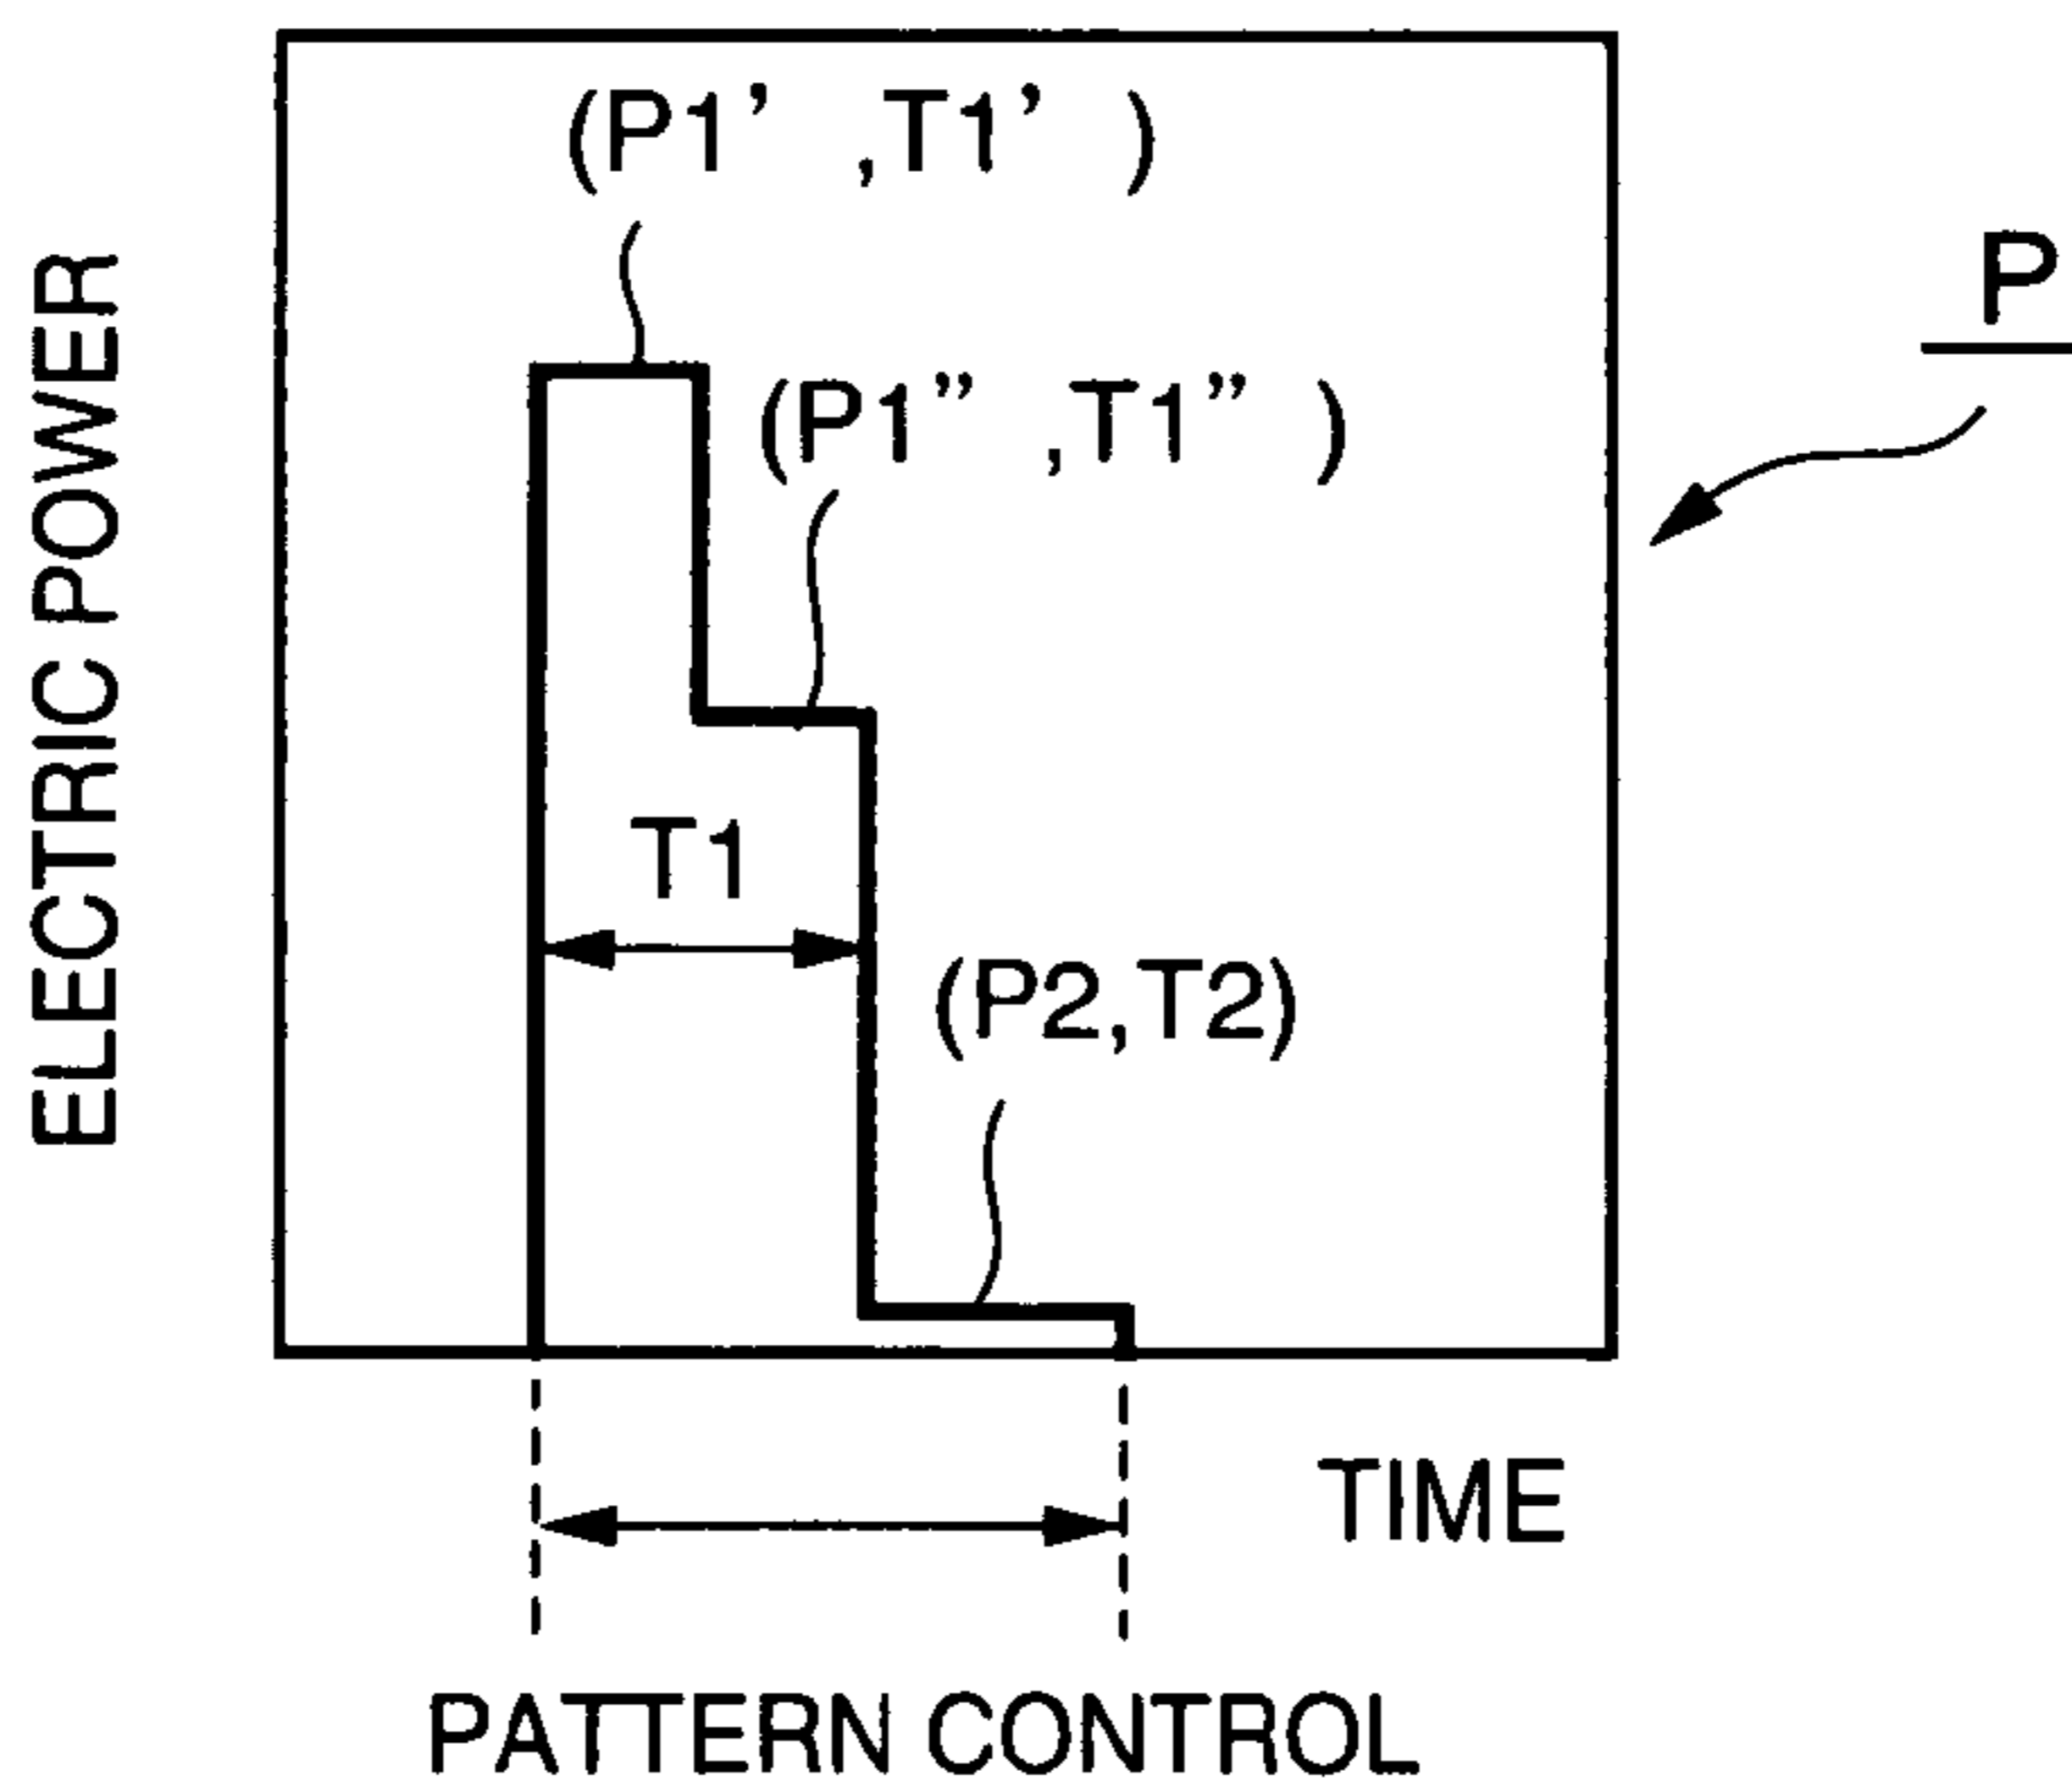 (P1’ ,T1’ )
P
(P1” ,T1” )
ELECTRIC POWER
T1
(P2,T2)
TIME
PATTERN CONTROL